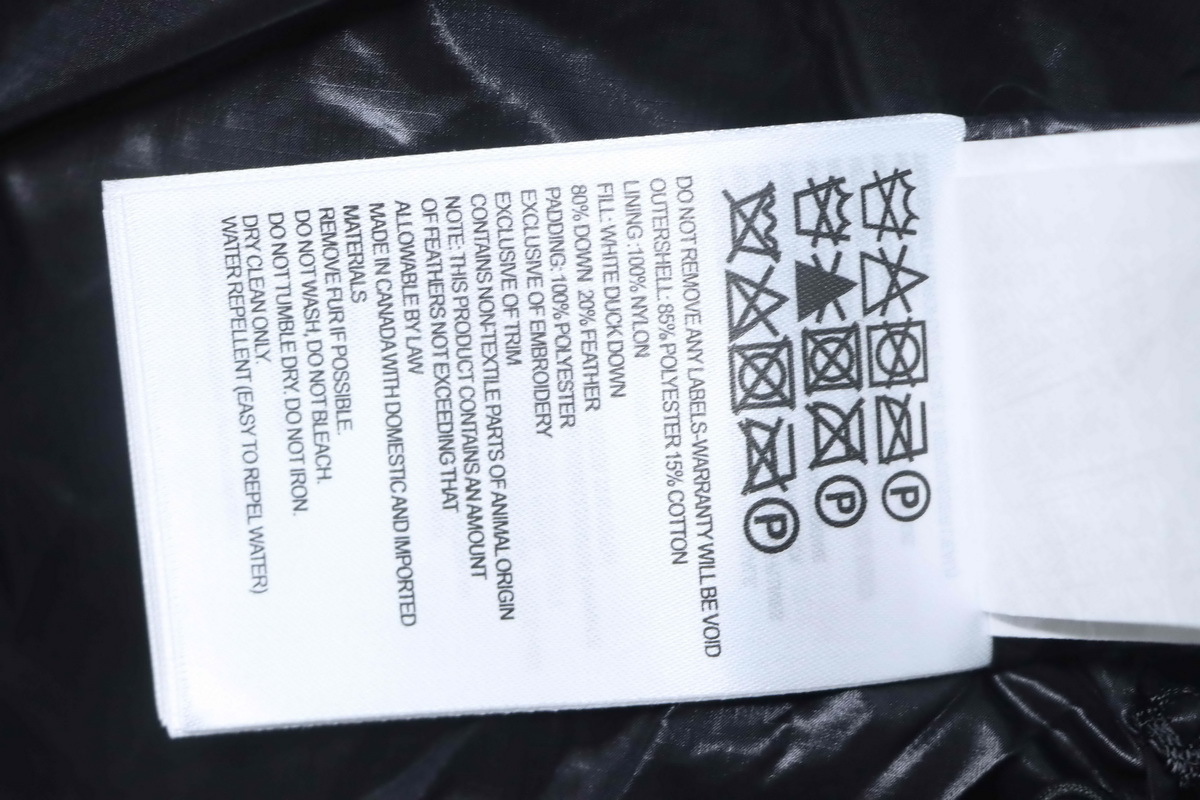 P
P
P
DO NOT REMOVE ANY LABELS-WARRANTY WILL BE VOID
OUTERSHELL: 85% POLYESTER 15% COTTON
LINING :100% NYLON
FILL: WHITE DUCK DOWN
80% DOWN 20% FEATHER
PADDING: 100% POLYESTER
EXCLUSIVE OF EMBROIDERY
EXCLUSIVE OF TRIM
CONTAINS NON-TEXTILE PARTS OF ANIMAL ORIGIN
NOTE: THIS PRODUCT CONTAINS AN AMOUNT
OF FEATHERS NOT EXCEEDING THAT
ALLOWABLE BY LAW
MADE IN CANADA WITH DOMESTIC AND IMPORTED
MATERIALS
REMOVE FUR IF POSSIBLE.
DO NOT WASH, DO NOT BLEACH.
DO NOT TUMBLE DRY. DO NOT IRON.
DRY CLEAN ONLY.
WATER REPELLENT (EASY TO REPEL WATER)